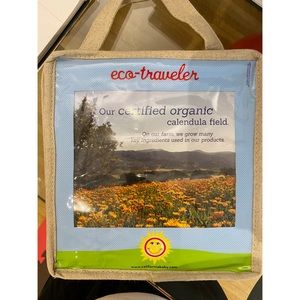 eco-traveler
Our certified organic
calendula field.
On our farm, we grow many
key ingredients used in our products.
www.californiababy.com